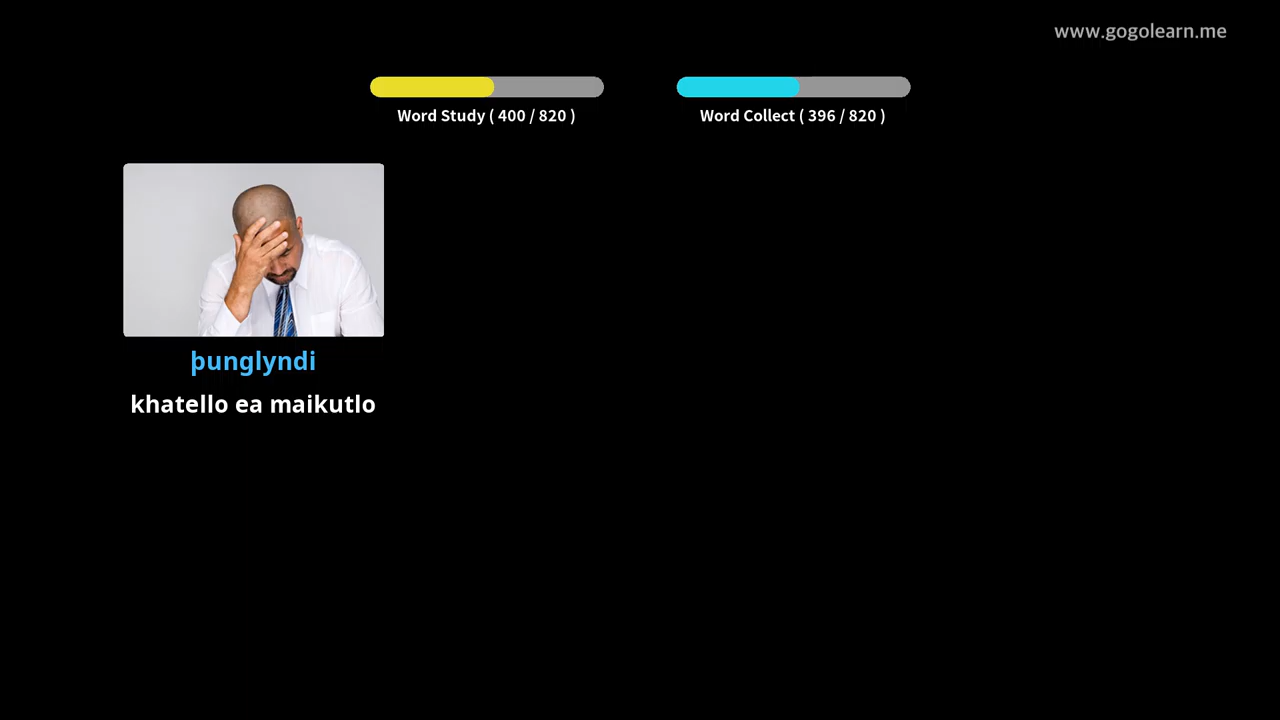 www.gogolearn.me
Word Study ( 400 / 820 )
Word Collect ( 396 / 820 )
þunglyndi
khatello ea maikutlo